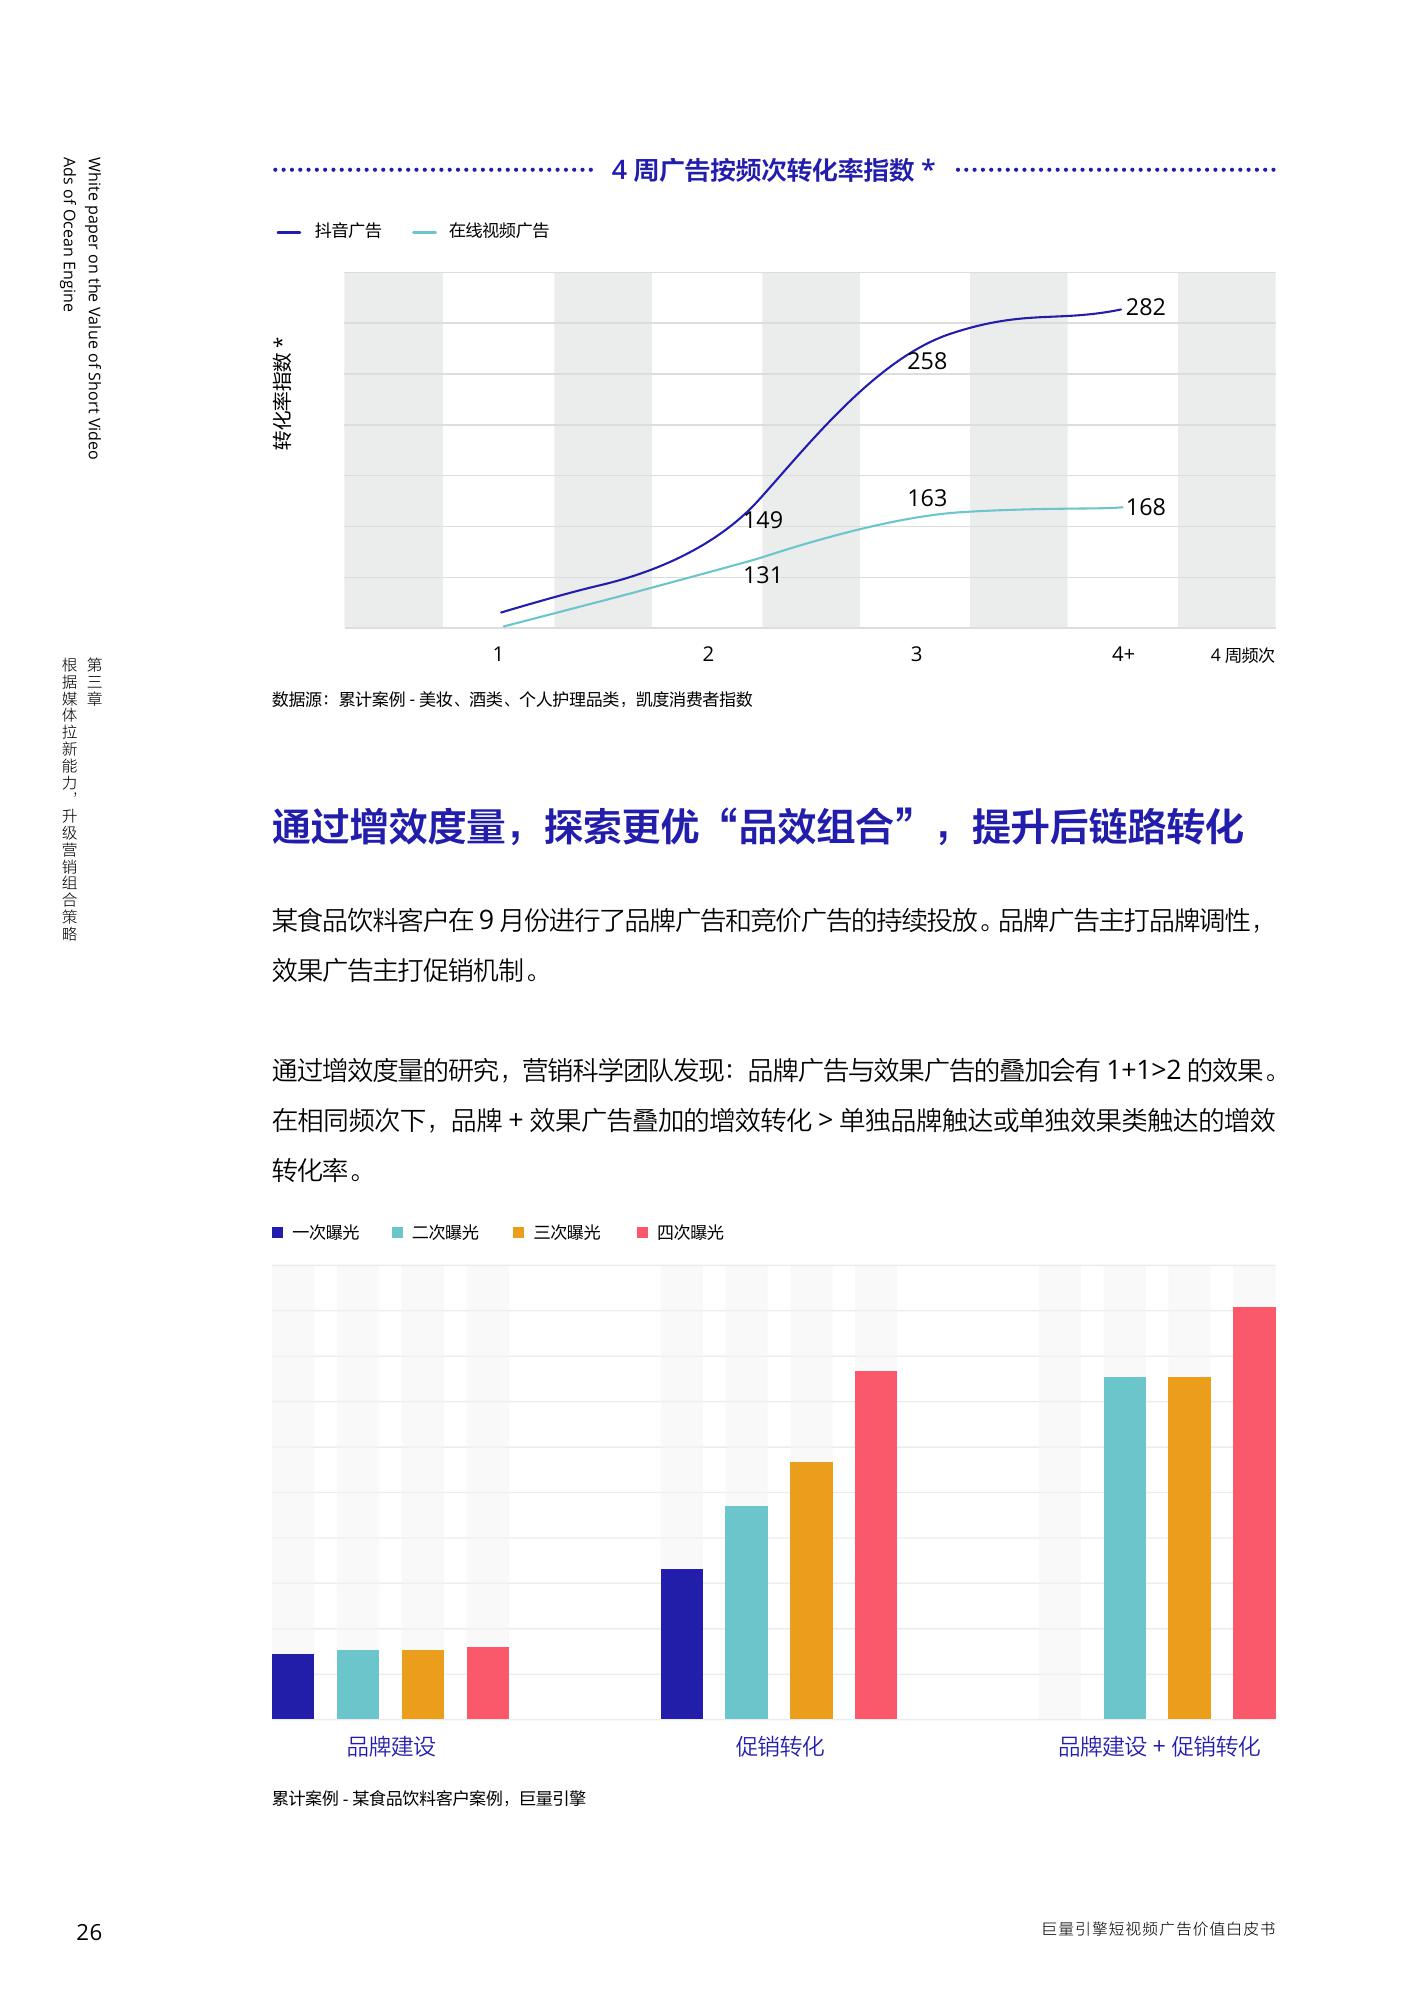 White paper on the Value of Short Video
Ads of Ocean Engine
第三章
根据媒体拉新能力，升级营销组合策略
4 周广告按频次转化率指数 *
抖音广告
在线视频广告
转化率指数 *
282
258
149
163
168
131
1
2
3
4+
4 周频次
数据源：累计案例 - 美妆、酒类、个人护理品类，凯度消费者指数
通过增效度量，探索更优“品效组合”，提升后链路转化
某食品饮料客户在 9 月份进行了品牌广告和竞价广告的持续投放。品牌广告主打品牌调性，
效果广告主打促销机制。
通过增效度量的研究，营销科学团队发现：品牌广告与效果广告的叠加会有 1+1>2 的效果。
在相同频次下，品牌 + 效果广告叠加的增效转化 > 单独品牌触达或单独效果类触达的增效
转化率。
一次曝光
二次曝光
三次曝光
四次曝光
品牌建设
促销转化
品牌建设 + 促销转化
累计案例 - 某食品饮料客户案例，巨量引擎
26
巨量引擎短视频广告价值白皮书